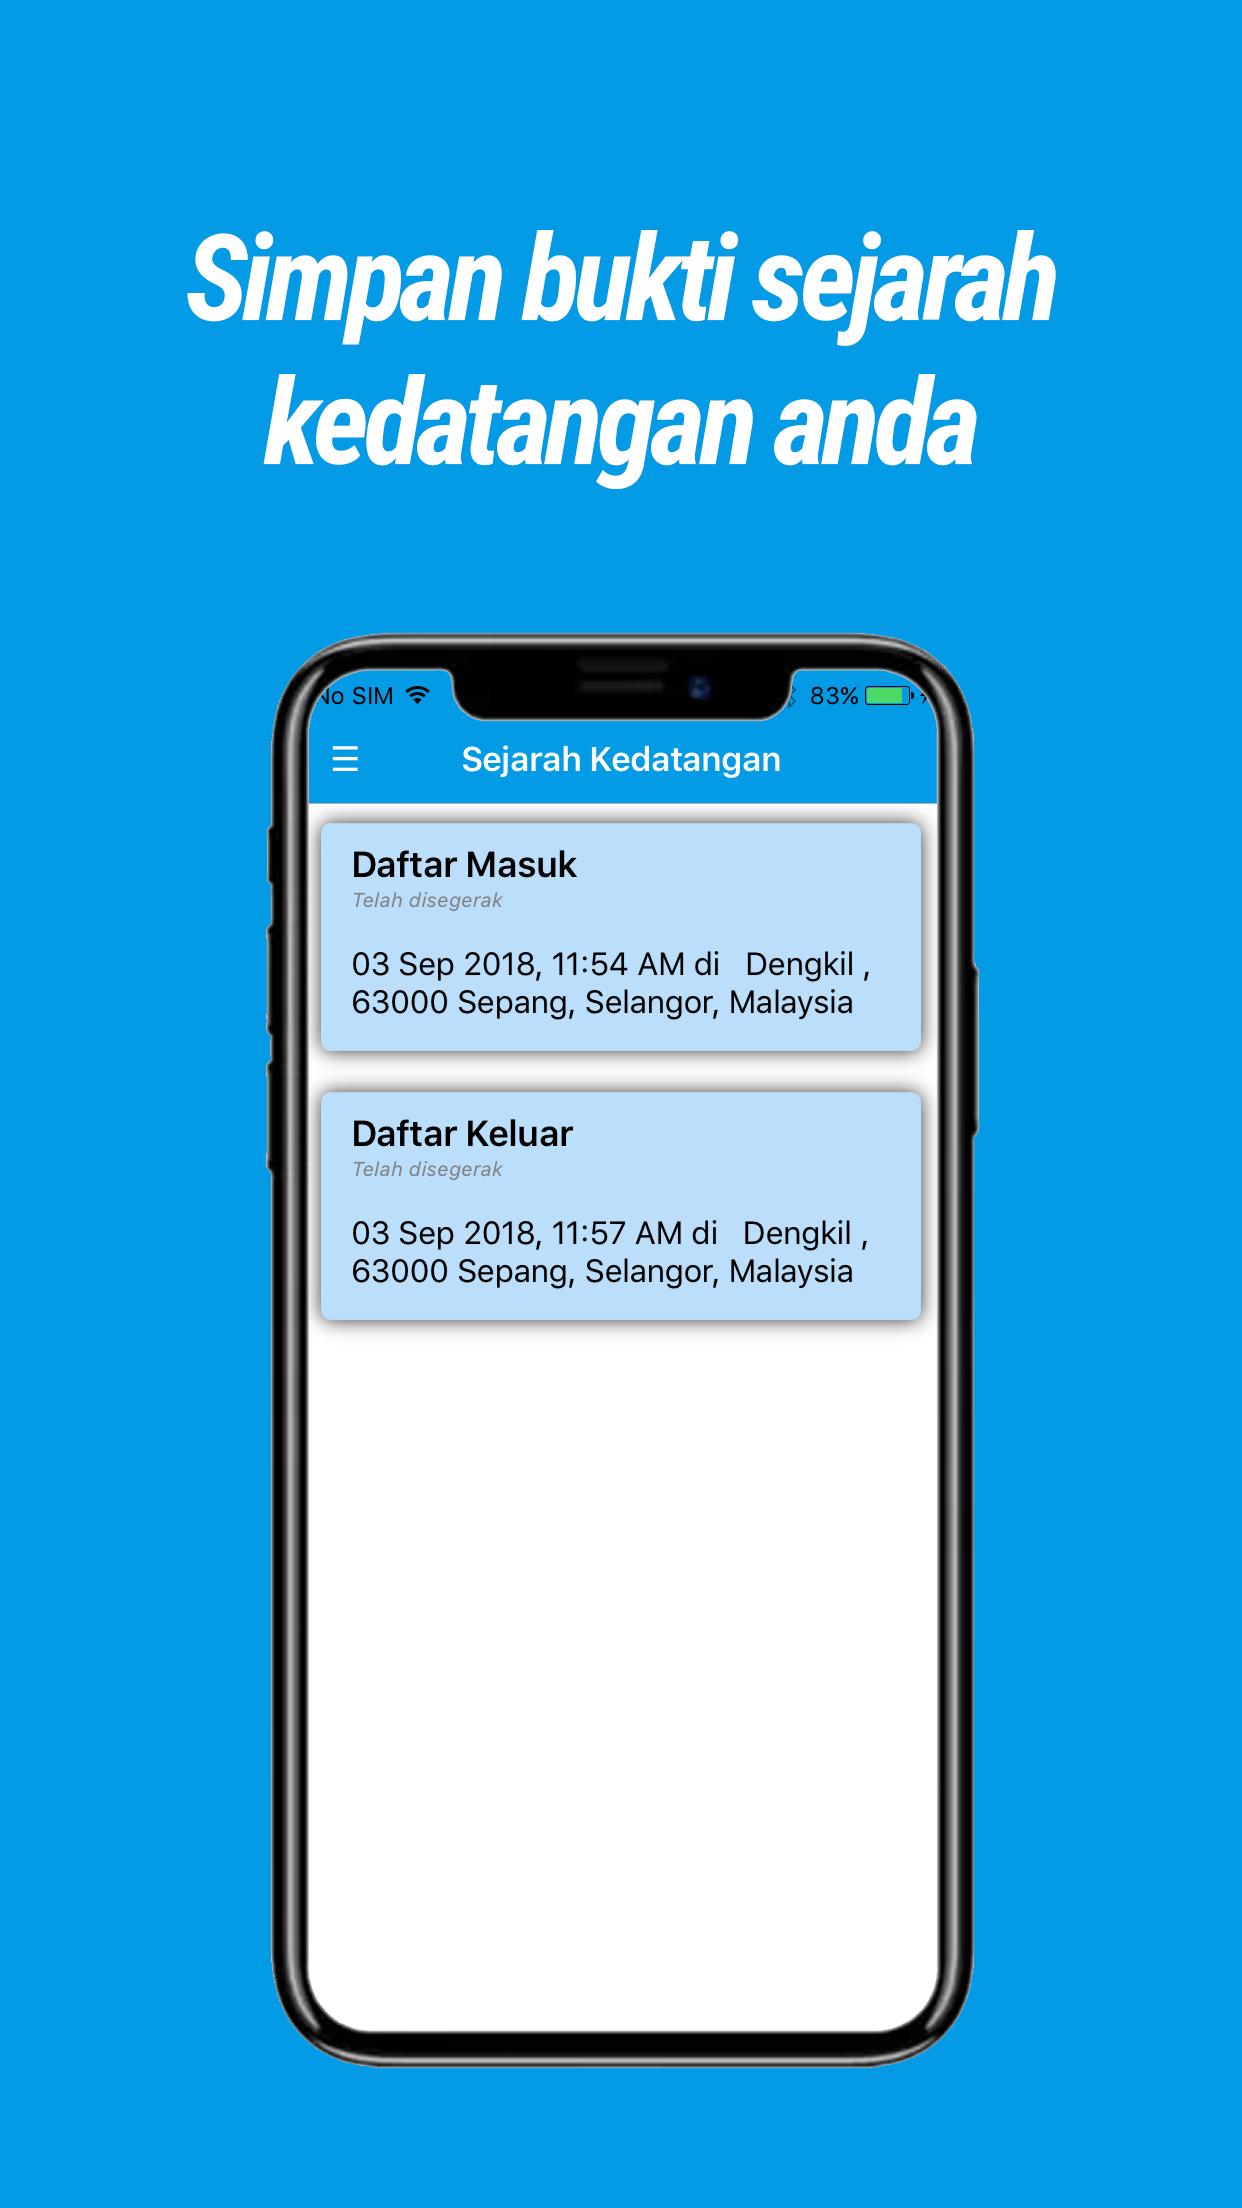 Simpan bukti sejarah
kedatangan anda
No SIM 83%
☰ Sejarah Kedatangan
Daftar Masuk
Telah disegerak
03 Sep 2018, 11:54 AM di Dengkil ,
63000 Sepang, Selangor, Malaysia
Daftar Keluar
Telah disegerak
03 Sep 2018, 11:57 AM di Dengkil ,
63000 Sepang, Selangor, Malaysia